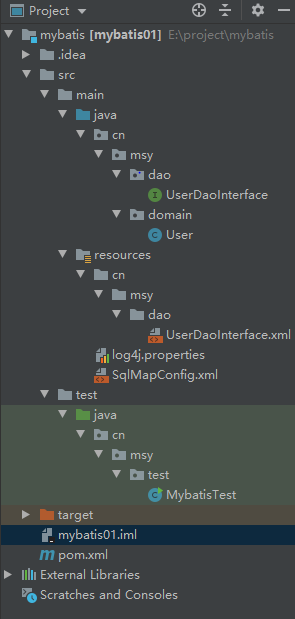 Project
mybatis [mybatis01] E:\project\mybatis
.idea
src
main
java
cn
msy
dao
UserDaoInterface
domain
User
resources
cn
msy
dao
UserDaoInterface.xml
log4j.properties
SqlMapConfig.xml
test
java
cn
msy
test
MybatisTest
target
mybatis01.iml
pom.xml
External Libraries
Scratches and Consoles